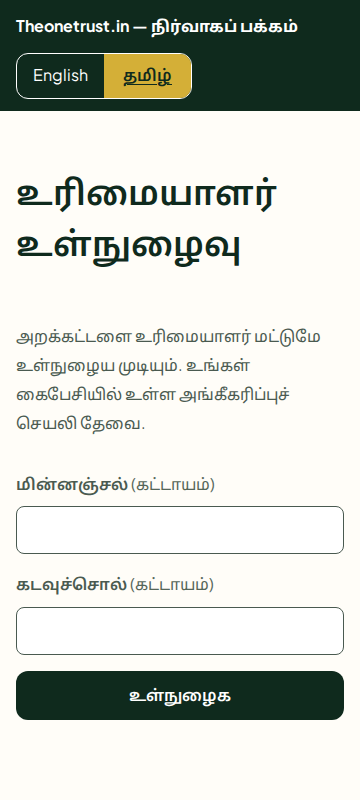 Theonetrust.in — நிர்வாகப் பக்கம்
English
தமிழ்
உரிமையாளர்
உள்நுழைவு
அறக்கட்டளை உரிமையாளர் மட்டுமே
உள்நுழைய முடியும். உங்கள்
கைபேசியில் உள்ள அங்கீகரிப்புச்
செயலி தேவை.
மின்னஞ்சல் (கட்டாயம்)
கடவுச்சொல் (கட்டாயம்)
உள்நுழைக